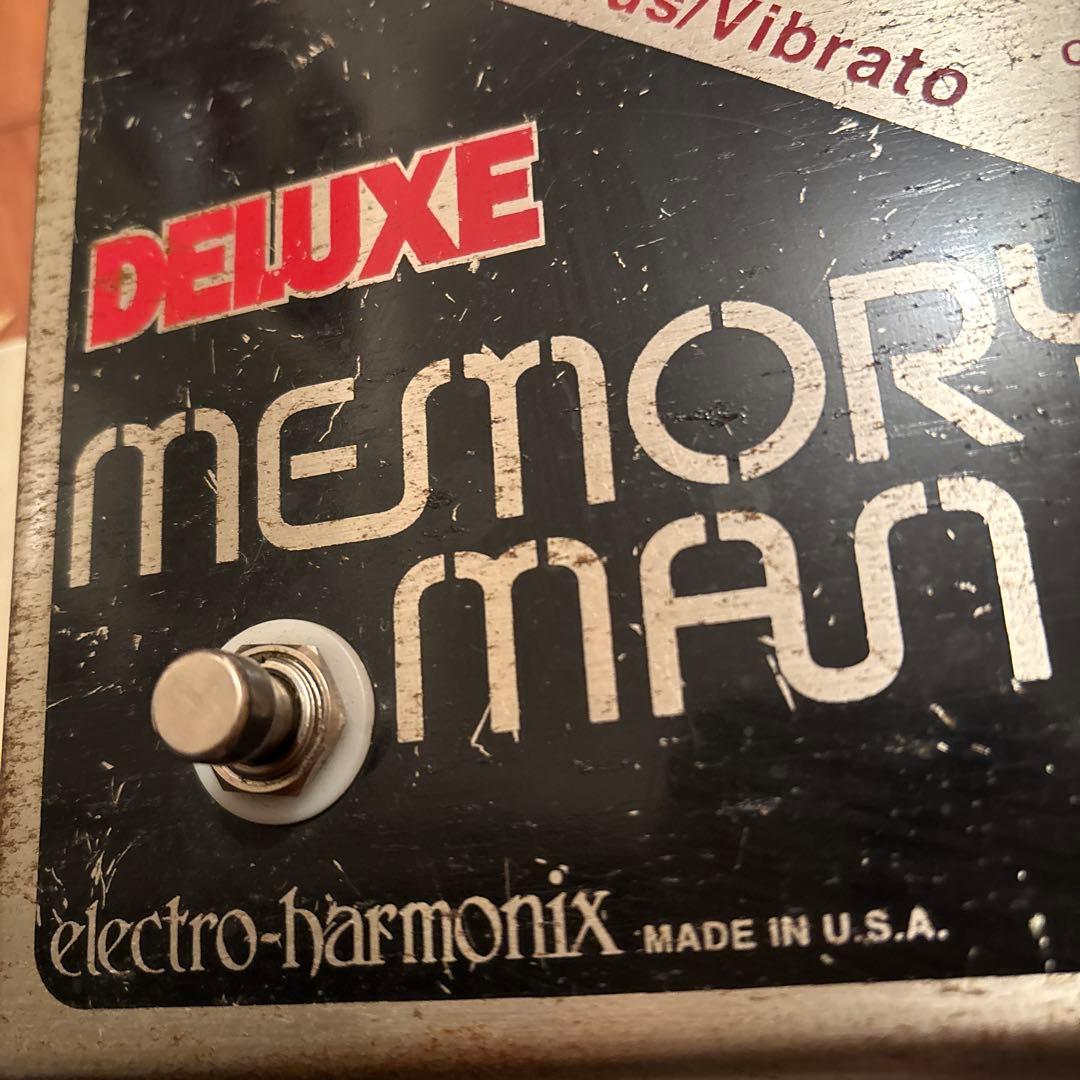 us/Vibrato
DELUXE
MEMORY
MAN
electro-harmonix MADE IN U.S.A.